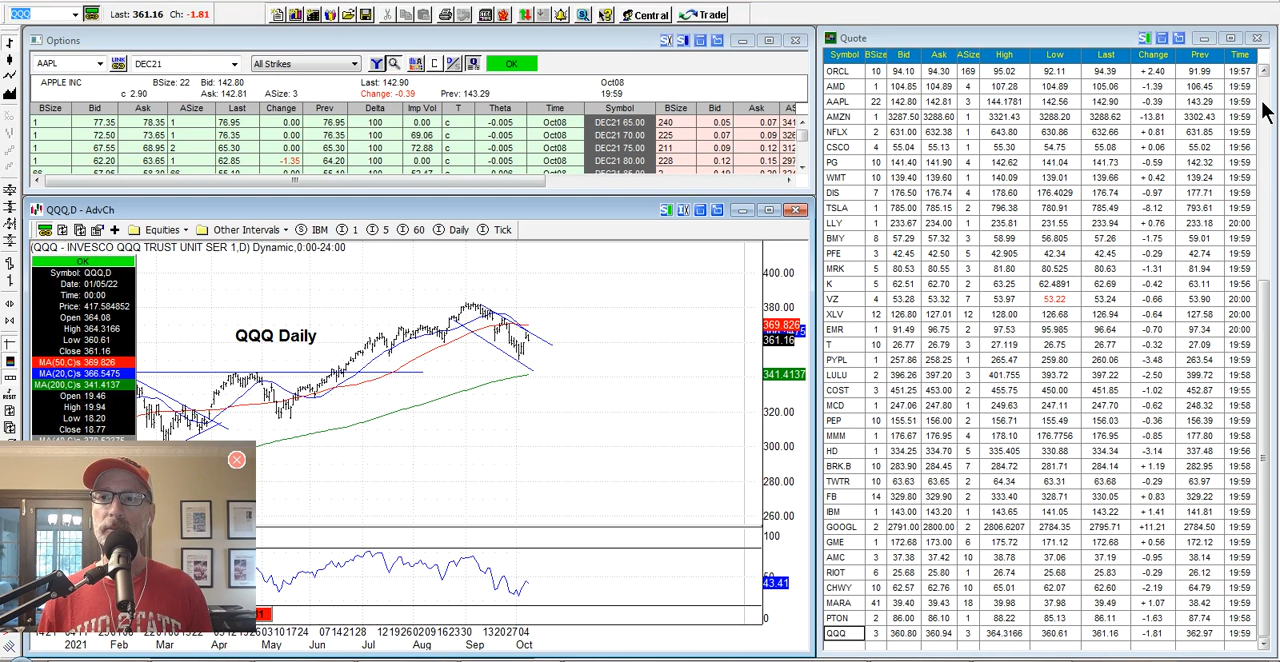 QQQ Last: 361.16 Ch: -1.81 Central Trade
Options
AAPL LINK DEC21 All Strikes C OK
APPLE INC BSize: 22 Bid: 142.80 Last: 142.90 Oct08
c 2.90 Ask: 142.81 ASize: 3 Change: -0.39 Prev: 143.29 19:59
BSize Bid Ask ASize Last Change Prev Delta Imp Vol T Theta Time Symbol BSize Bid Ask AS
1 77.35 78.35 1 76.95 0.00 76.95 100 0.00 c -0.005 Oct08 DEC21 65.00 240 0.05 0.07 341
1 72.50 73.65 1 65.10 0.00 65.10 100 69.06 c -0.005 Oct08 DEC21 70.00 225 0.07 0.09 326
1 67.55 68.95 2 65.30 0.00 65.30 100 72.88 c -0.005 Oct08 DEC21 75.00 242 0.09 0.11 312
1 62.20 63.65 1 62.85 -1.35 64.20 100 0.00 c -0.005 Oct08 DEC21 80.00 228 0.12 0.15 297
QQQ,D - AdvCh
Equities Other Intervals IBM 1 5 60 Daily Tick
(QQQ - INVESCO QQQ TRUST UNIT SER 1,D) Dynamic,0:00-24:00
OK
Symbol: QQQ,D
Date: 01/05/22
Time: 00:00
Price: 417.584852
Open 364.08
High 364.3166
Low 360.61
Close 361.16
MA(50,C)s 369.826
MA(20,C)s 366.5475
MA(200,C)s 341.4137
Open 19.46
High 19.94
Low 18.20
Close 18.77
QQQ Daily
400.00
380.00
369.826
361.16
341.4137
320.00
300.00
280.00
260.00
100
43.41
0
Mar Apr May Jun Jul Aug Sep Oct
2021
Quote
Symbol BSize Bid Ask ASize High Low Last Change Prev Time
ORCL 10 94.10 94.30 169 95.02 92.11 94.39 + 2.40 91.99 19:57
AMD 1 104.85 104.89 4 107.28 104.89 105.06 -1.39 106.45 19:59
AAPL 22 142.80 142.81 3 144.1781 142.56 142.90 -0.39 143.29 19:59
AMZN 1 3287.50 3288.60 1 3321.43 3288.20 3288.62 -13.81 3302.43 19:59
NFLX 2 631.00 632.38 1 643.80 630.86 632.66 + 0.81 631.85 19:59
CSCO 4 55.04 55.13 1 55.30 54.75 55.08 + 0.06 55.02 19:56
PG 10 141.40 141.90 4 142.62 141.04 141.73 -0.59 142.32 19:59
WMT 10 139.40 139.60 1 140.09 139.01 139.66 + 0.42 139.24 19:59
DIS 7 176.50 176.74 4 178.60 176.4029 176.74 -0.97 177.71 19:59
TSLA 1 785.00 785.15 2 796.38 780.91 785.49 -8.12 793.61 19:59
LLY 1 233.67 234.00 1 235.81 231.55 233.94 + 0.76 233.18 20:00
BMY 8 57.29 57.32 3 58.99 56.805 57.26 -1.75 59.01 19:59
PFE 3 42.45 42.50 5 42.905 42.34 42.45 -0.29 42.74 19:59
MRK 5 80.53 80.55 3 81.80 80.525 80.63 -1.31 81.94 19:59
K 5 62.51 62.70 2 63.25 62.4891 62.69 -0.42 63.11 19:56
VZ 4 53.28 53.32 7 53.97 53.22 53.24 -0.66 53.90 20:00
XLV 12 126.80 127.01 2 128.00 126.68 126.94 -0.64 127.58 20:00
EMR 1 91.49 96.75 2 97.53 95.985 96.64 -0.70 97.34 20:00
T 10 26.77 26.79 3 27.119 26.75 26.77 -0.32 27.09 19:59
PYPL 1 257.86 258.25 1 265.47 259.80 260.06 -3.48 263.54 19:59
LULU 2 396.26 397.20 3 401.755 393.72 397.22 -2.50 399.72 19:58
COST 3 451.25 453.00 2 455.75 450.00 451.85 -1.02 452.87 19:59
MCD 2 247.06 247.80 10 249.63 247.11 247.70 -0.62 248.32 19:58
PEP 2 155.51 156.00 1 156.71 155.49 156.03 -0.36 156.39 19:58
MMM 2 176.67 176.95 4 178.10 176.7756 176.95 -0.85 177.80 19:58
HD 1 334.20 334.75 5 335.405 330.88 334.34 -3.14 337.48 19:56
BRK.B 10 283.90 284.45 7 284.72 281.71 284.14 + 1.19 282.95 19:58
TWTR 10 63.63 63.65 2 64.34 63.31 63.68 -0.29 63.97 19:59
FB 14 329.80 329.90 2 333.40 328.71 330.05 + 0.83 329.22 19:59
IBM 1 143.00 143.20 1 143.65 141.05 143.22 + 1.41 141.81 19:59
GOOGL 2 2791.00 2800.00 2 2806.6207 2784.35 2795.71 +11.21 2784.50 19:59
GME 1 172.68 173.00 6 175.72 171.12 172.68 + 0.56 172.12 19:59
AMC 3 37.38 37.42 10 38.78 37.06 37.19 -0.95 38.14 19:59
RIOT 6 25.68 25.80 1 26.74 25.68 25.83 -0.29 26.12 19:59
CHWY 10 62.57 62.76 1 65.01 62.14 62.60 -2.19 64.79 19:59
MARA 41 39.40 39.43 18 39.98 37.98 39.49 + 1.07 38.42 19:59
PTON 2 86.00 86.10 1 88.22 85.13 86.11 -1.63 87.74 19:58
QQQ 3 360.80 360.94 3 364.3166 360.61 361.16 -1.81 362.97 19:59